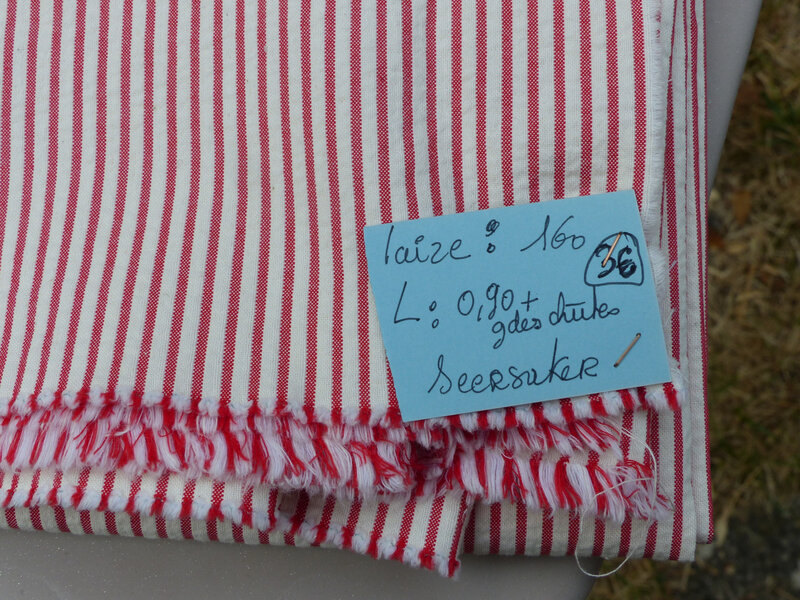 laize : 160
36
L : 0,90 +
gdes chutes
Seersuker